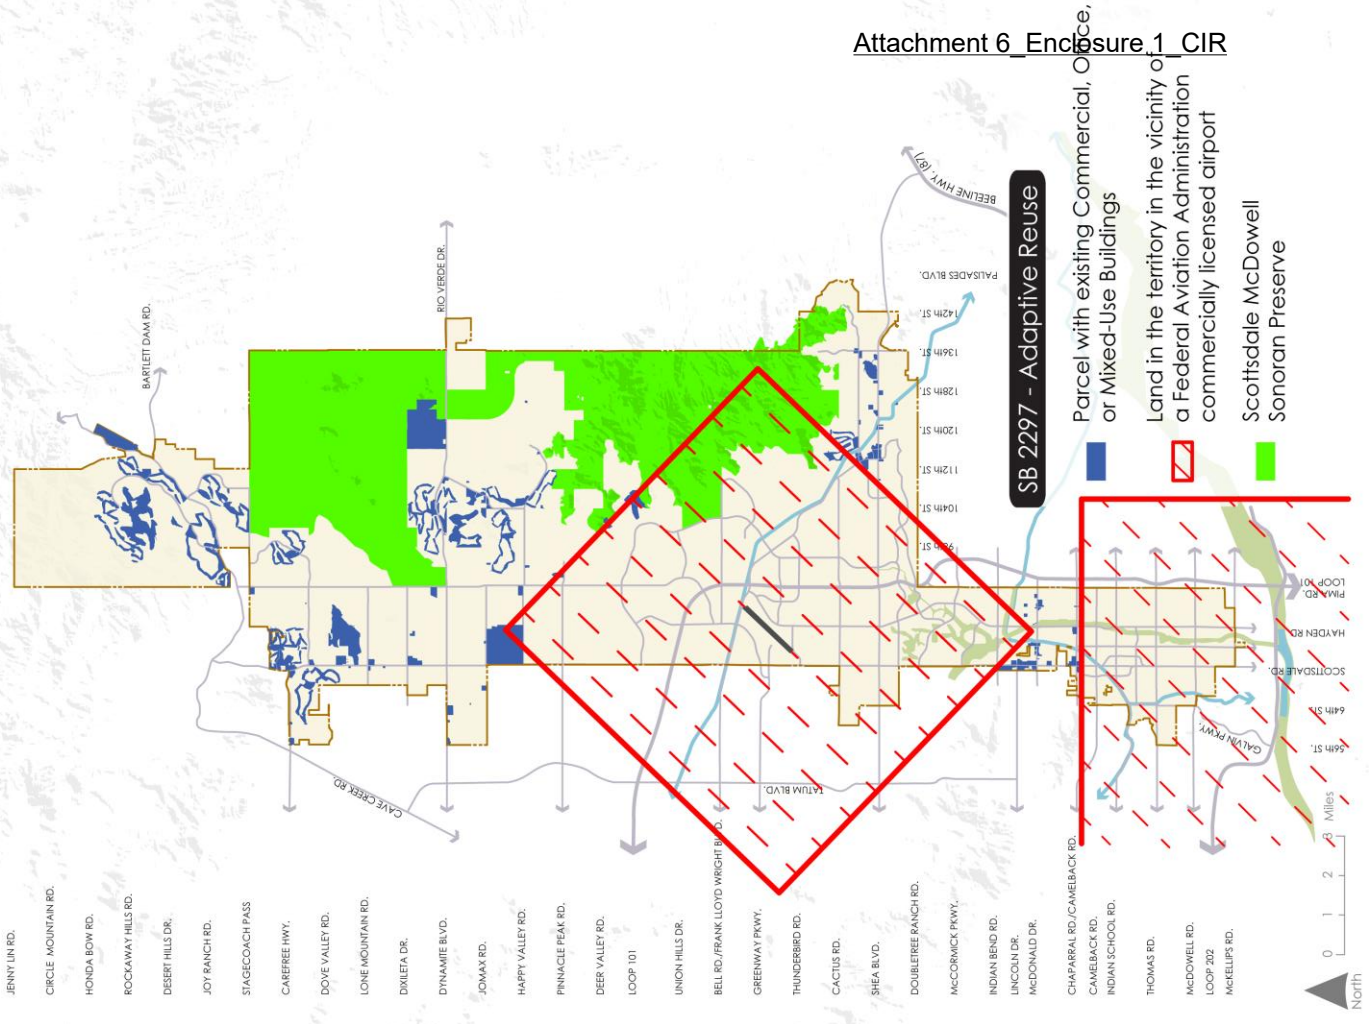 Attachment 6_Enclosure 1_CIR
SB 2297 - Adaptive Reuse
Parcel with existing Commercial, Office,
or Mixed-Use Buildings
Land in the territory in the vicinity of
a Federal Aviation Administration
commercially licensed airport
Scottsdale McDowell
Sonoran Preserve
BEELINE HWY. (87)
PALISADES BLVD.
RIO VERDE DR.
BARTLETT DAM RD.
142th ST.
136th ST.
128th ST.
120th ST.
112th ST.
104th ST.
96th ST.
LOOP 101
PIMA RD.
HAYDEN RD
SCOTTSDALE RD.
64th ST.
56th ST.
GALVIN PKWY.
TATUM BLVD.
CAVE CREEK RD.
JENNY LIN RD.
CIRCLE MOUNTAIN RD.
HONDA BOW RD.
ROCKAWAY HILLS RD.
DESERT HILLS DR.
JOY RANCH RD.
STAGECOACH PASS
CAREFREE HWY.
DOVE VALLEY RD.
LONE MOUNTAIN RD.
DIXILETA DR.
DYNAMITE BLVD.
JOMAX RD.
HAPPY VALLEY RD.
PINNACLE PEAK RD.
DEER VALLEY RD.
LOOP 101
UNION HILLS DR.
BELL RD./FRANK LLOYD WRIGHT BLVD.
GREENWAY PKWY.
THUNDERBIRD RD.
CACTUS RD.
SHEA BLVD.
DOUBLETREE RANCH RD.
McCORMICK PKWY.
INDIAN BEND RD.
LINCOLN DR.
McDONALD DR.
CHAPARRAL RD./CAMELBACK RD.
CAMELBACK RD.
INDIAN SCHOOL RD.
THOMAS RD.
McDOWELL RD.
LOOP 202
McKELLIPS RD.
0 1 2 3 Miles
North